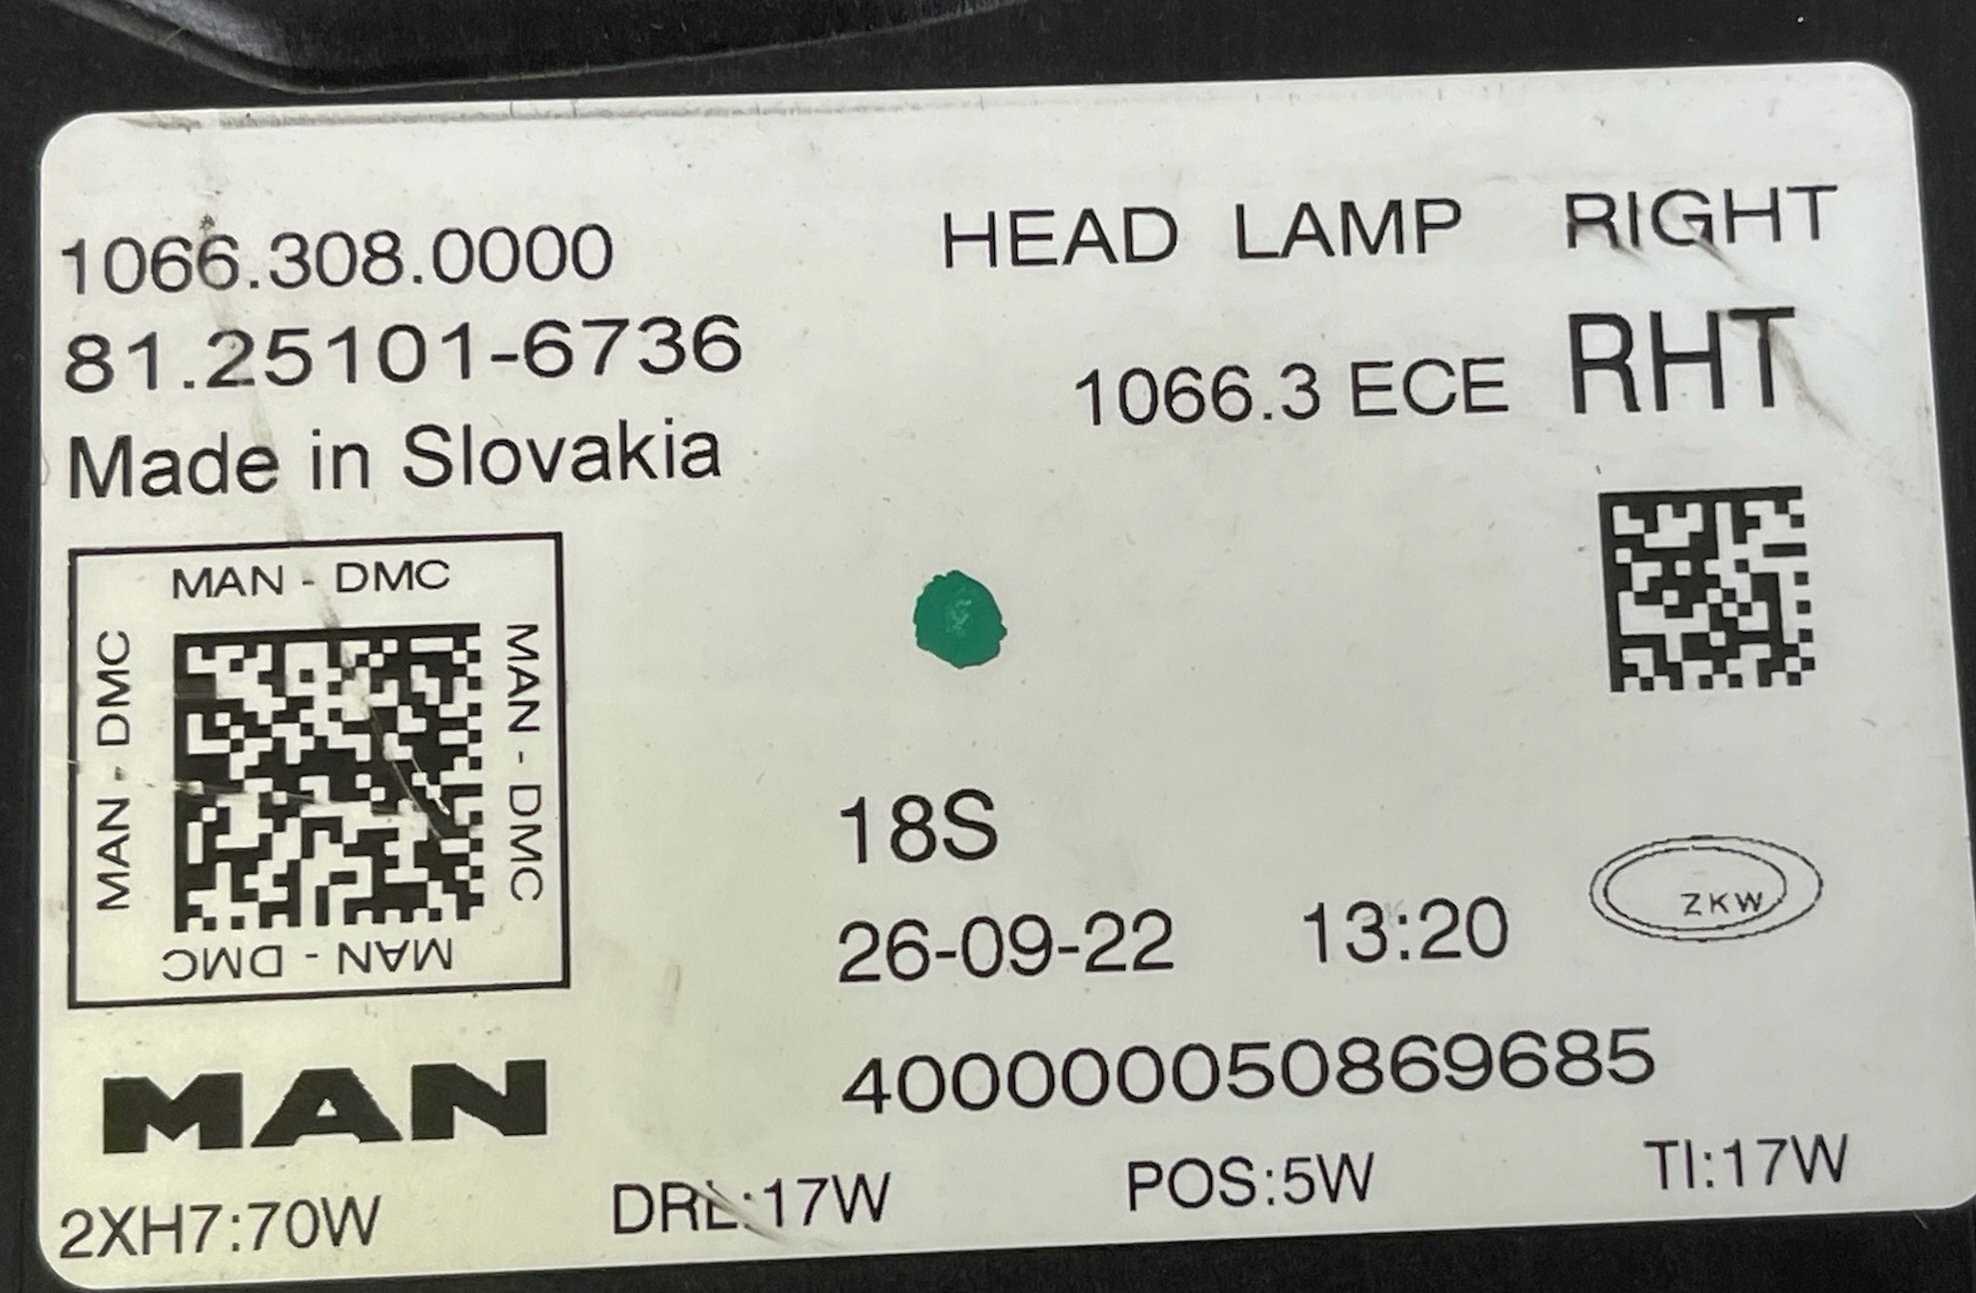 1066.308.0000
HEAD LAMP RIGHT
81.25101-6736
1066.3 ECE RHT
Made in Slovakia
MAN - DMC
MAN - DMC
MAN - DMC
MAN - DMC
18S
26-09-22 13:20
ZKW
400000050869685
MAN
2XH7:70W DRL:17W POS:5W TI:17W